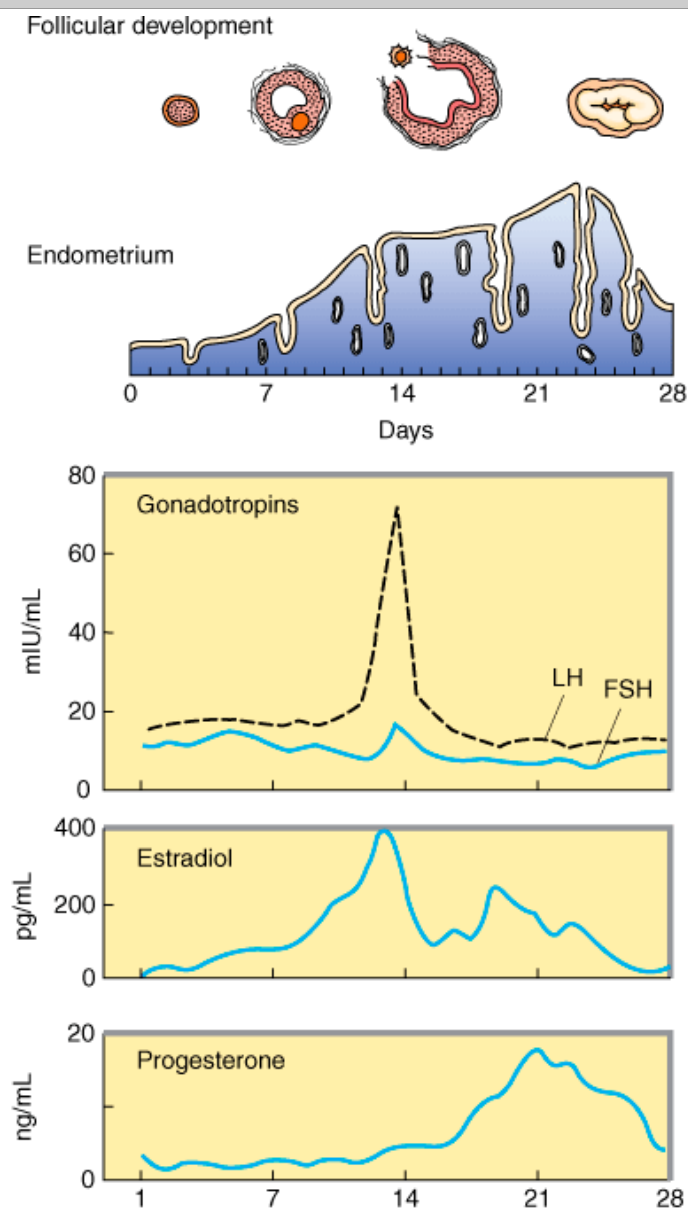 Follicular development
Endometrium
0 7 14 21 28
Days
80
Gonadotropins
60
mIU/mL
40
LH
FSH
20
0
400
Estradiol
pg/mL
200
0
20
Progesterone
ng/mL
0
1 7 14 21 28